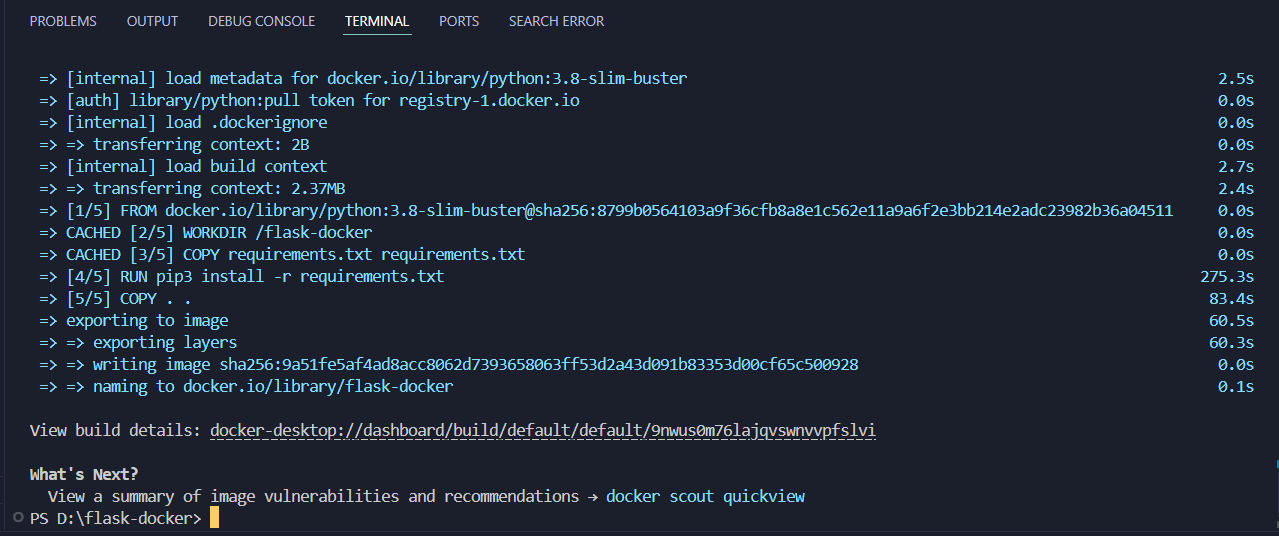 PROBLEMS OUTPUT DEBUG CONSOLE TERMINAL PORTS SEARCH ERROR
=> [internal] load metadata for docker.io/library/python:3.8-slim-buster 2.5s
=> [auth] library/python:pull token for registry-1.docker.io 0.0s
=> [internal] load .dockerignore 0.0s
=> => transferring context: 2B 0.0s
=> [internal] load build context 2.7s
=> => transferring context: 2.37MB 2.4s
=> [1/5] FROM docker.io/library/python:3.8-slim-buster@sha256:8799b0564103a9f36cfb8a8e1c562e11a9a6f2e3bb214e2adc23982b36a04511 0.0s
=> CACHED [2/5] WORKDIR /flask-docker 0.0s
=> CACHED [3/5] COPY requirements.txt requirements.txt 0.0s
=> [4/5] RUN pip3 install -r requirements.txt 275.3s
=> [5/5] COPY . . 83.4s
=> exporting to image 60.5s
=> => exporting layers 60.3s
=> => writing image sha256:9a51fe5af4ad8acc8062d7393658063ff53d2a43d091b83353d00cf65c500928 0.0s
=> => naming to docker.io/library/flask-docker 0.1s
View build details: docker-desktop://dashboard/build/default/default/9nwus0m76lajqvswnvvpfslvi
What's Next?
View a summary of image vulnerabilities and recommendations → docker scout quickview
PS D:\flask-docker>